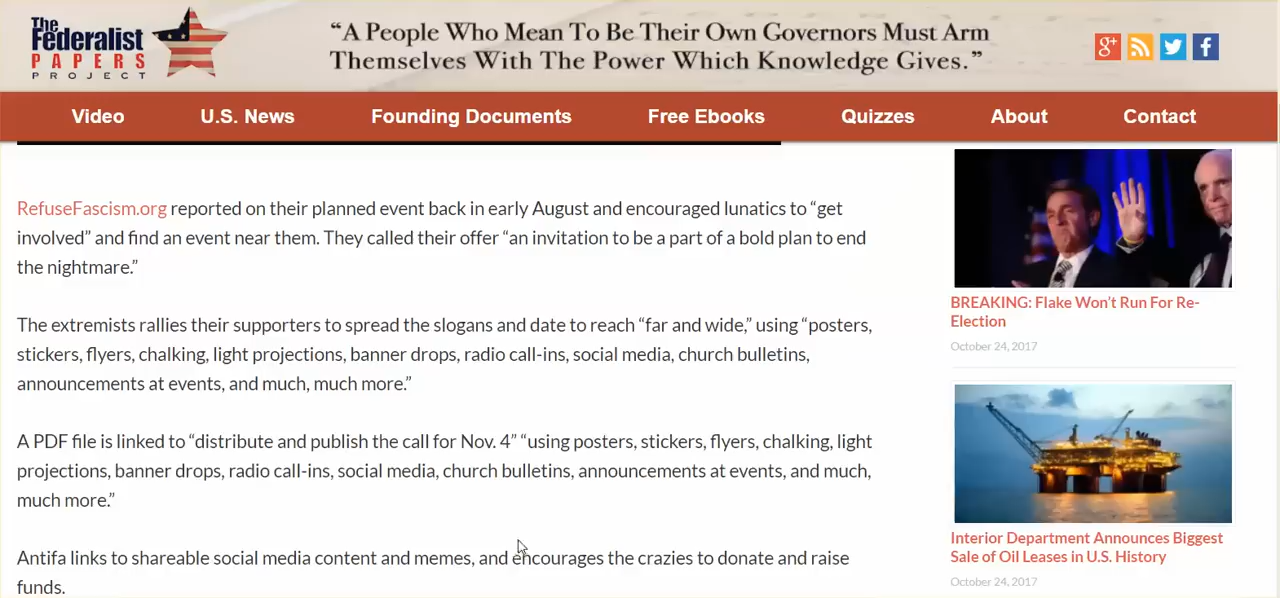 The
Federalist
PAPERS
PROJECT
“A People Who Mean To Be Their Own Governors Must Arm
Themselves With The Power Which Knowledge Gives.”
g+
f
Video
U.S. News
Founding Documents
Free Ebooks
Quizzes
About
Contact
RefuseFascism.org reported on their planned event back in early August and encouraged lunatics to “get
involved” and find an event near them. They called their offer “an invitation to be a part of a bold plan to end
the nightmare.”
The extremists rallies their supporters to spread the slogans and date to reach “far and wide,” using “posters,
stickers, flyers, chalking, light projections, banner drops, radio call-ins, social media, church bulletins,
announcements at events, and much, much more.”
A PDF file is linked to “distribute and publish the call for Nov. 4” “using posters, stickers, flyers, chalking, light
projections, banner drops, radio call-ins, social media, church bulletins, announcements at events, and much,
much more.”
Antifa links to shareable social media content and memes, and encourages the crazies to donate and raise
funds.
BREAKING: Flake Won’t Run For Re-
Election
October 24, 2017
Interior Department Announces Biggest
Sale of Oil Leases in U.S. History
October 24, 2017